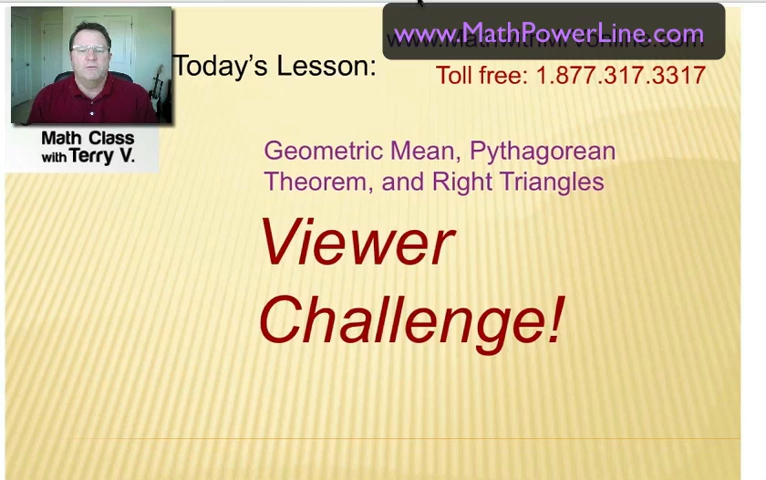 www.MathPowerLine.com
Today's Lesson:
Toll free: 1.877.317.3317
Math Class
with Terry V.
Geometric Mean, Pythagorean
Theorem, and Right Triangles
Viewer
Challenge!